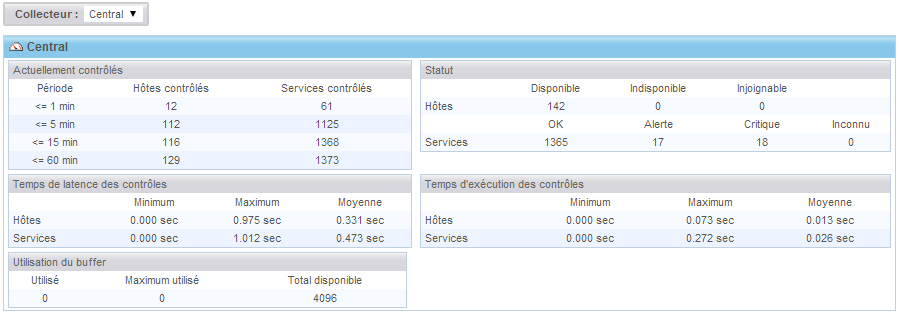 Collecteur : Central ▼
Central
Actuellement contrôlés
Période Hôtes contrôlés Services contrôlés
<= 1 min 12 61
<= 5 min 112 1125
<= 15 min 116 1368
<= 60 min 129 1373
Statut
Disponible Indisponible Injoignable
Hôtes 142 0 0
OK Alerte Critique Inconnu
Services 1365 17 18 0
Temps de latence des contrôles
Minimum Maximum Moyenne
Hôtes 0.000 sec 0.975 sec 0.331 sec
Services 0.000 sec 1.012 sec 0.473 sec
Temps d'exécution des contrôles
Minimum Maximum Moyenne
Hôtes 0.000 sec 0.073 sec 0.013 sec
Services 0.000 sec 0.272 sec 0.026 sec
Utilisation du buffer
Utilisé Maximum utilisé Total disponible
0 0 4096